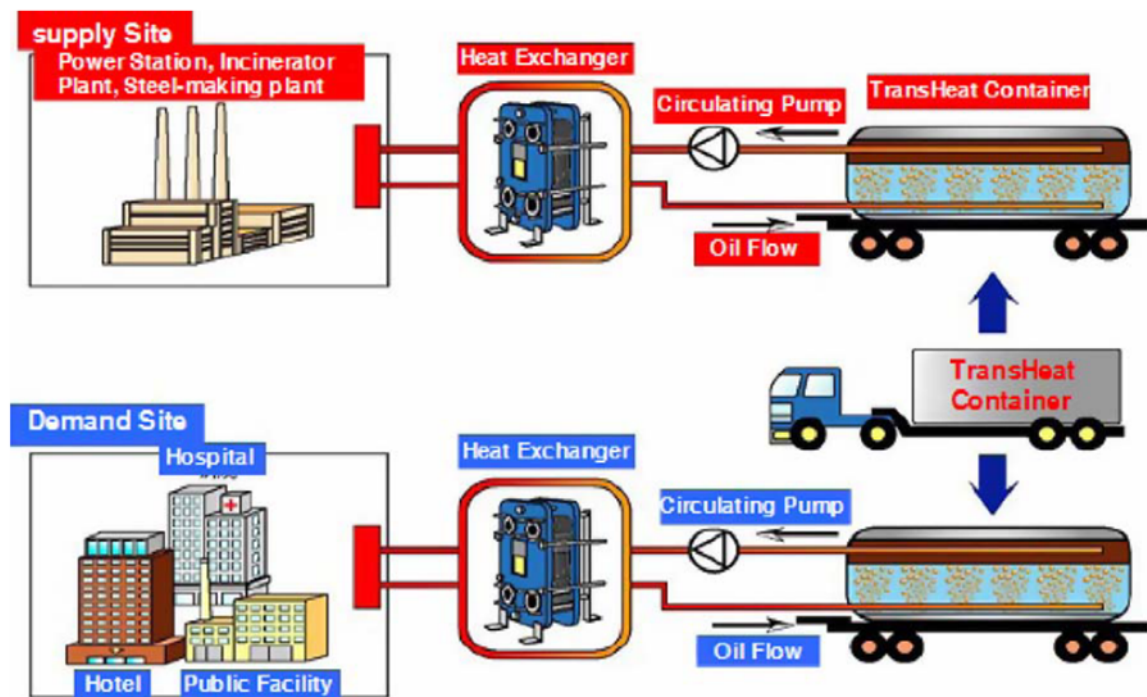 supply Site
Power Station, Incinerator
Plant, Steel-making plant
Heat Exchanger
Circulating Pump
TransHeat Container
Oil Flow
TransHeat
Container
Demand Site
Hospital
Heat Exchanger
Circulating Pump
Oil Flow
Hotel
Public Facility